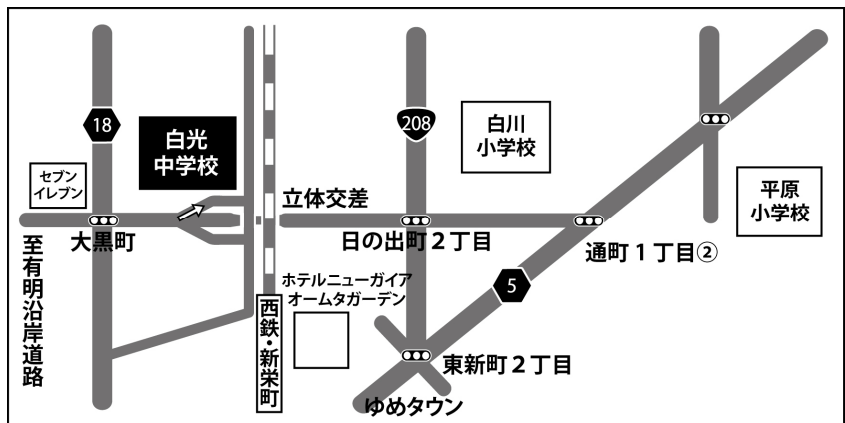 18
白光
中学校
セブン
イレブン
大黒町
至有明沿岸道路
立体交差
208
白川
小学校
日の出町２丁目
平原
小学校
通町１丁目②
5
ホテルニューガイア
オームタガーデン
西鉄・新栄町
東新町２丁目
ゆめタウン